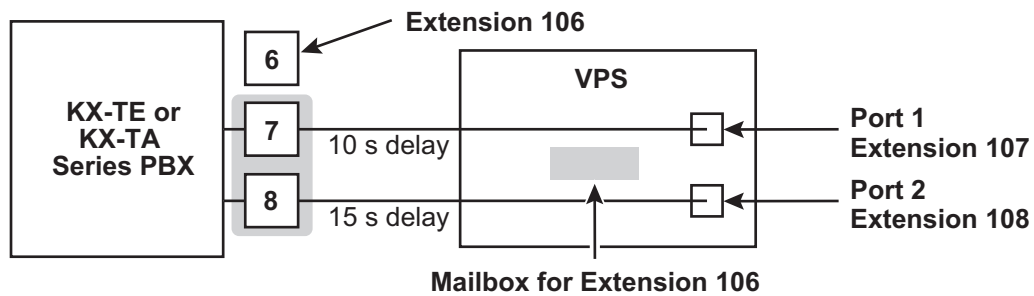 Extension 106
6
VPS
KX-TE or
KX-TA
Series PBX
7
10 s delay
Port 1
Extension 107
8
15 s delay
Port 2
Extension 108
Mailbox for Extension 106